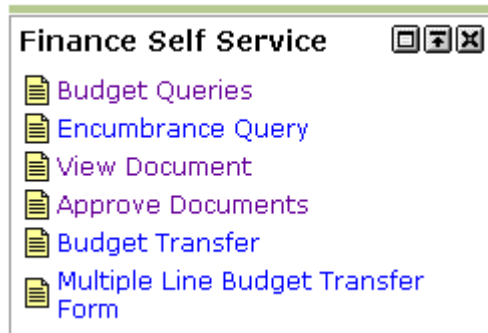 Finance Self Service
Budget Queries
Encumbrance Query
View Document
Approve Documents
Budget Transfer
Multiple Line Budget Transfer
Form